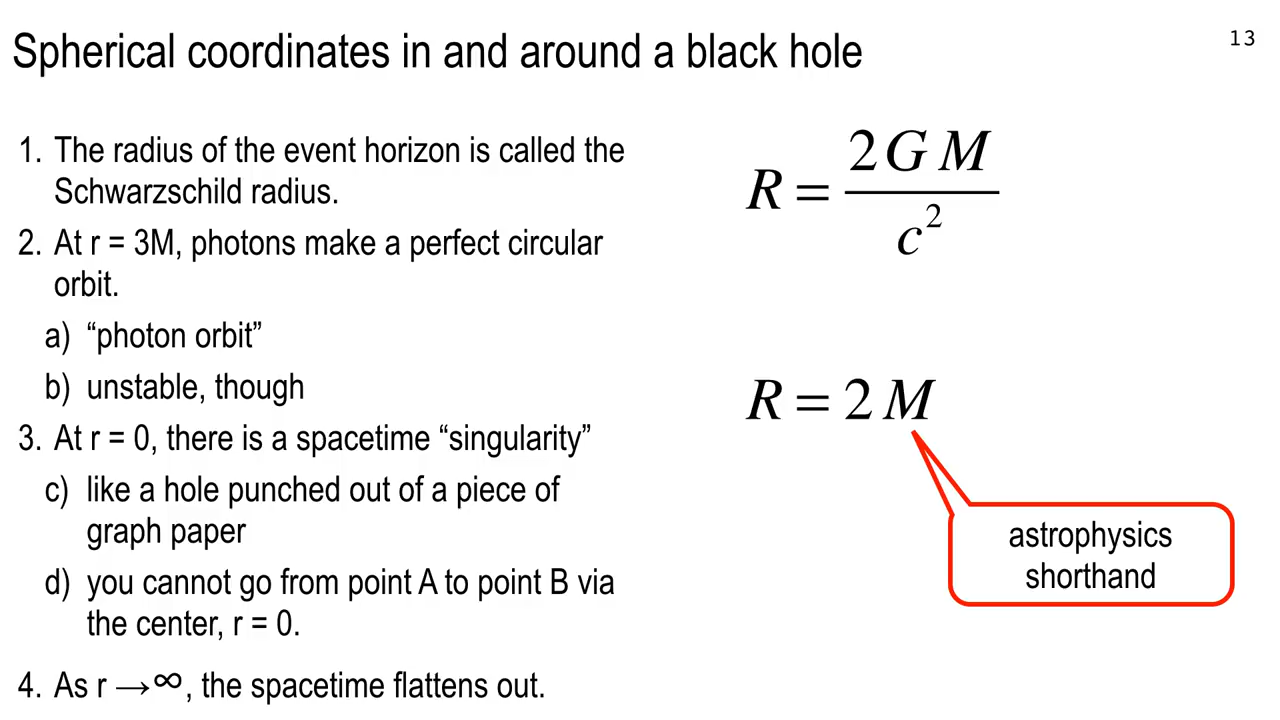 Spherical coordinates in and around a black hole
13
1. The radius of the event horizon is called the
Schwarzschild radius.
2. At r = 3M, photons make a perfect circular
orbit.
a) “photon orbit”
b) unstable, though
3. At r = 0, there is a spacetime “singularity”
c) like a hole punched out of a piece of
graph paper
d) you cannot go from point A to point B via
the center, r = 0.
4. As r →∞, the spacetime flattens out.
R = 2 G M / c²
R = 2 M
astrophysics
shorthand